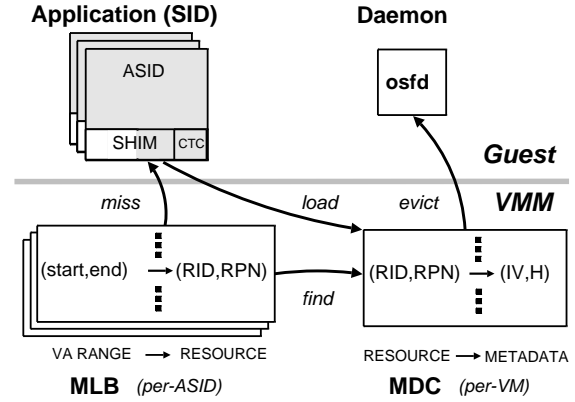 Application (SID)
Daemon
ASID
osfd
SHIM
CTC
Guest
VMM
miss
load
evict
(start,end)
(RID,RPN)
find
(RID,RPN)
(IV,H)
VA RANGE
RESOURCE
RESOURCE
METADATA
MLB (per-ASID)
MDC (per-VM)